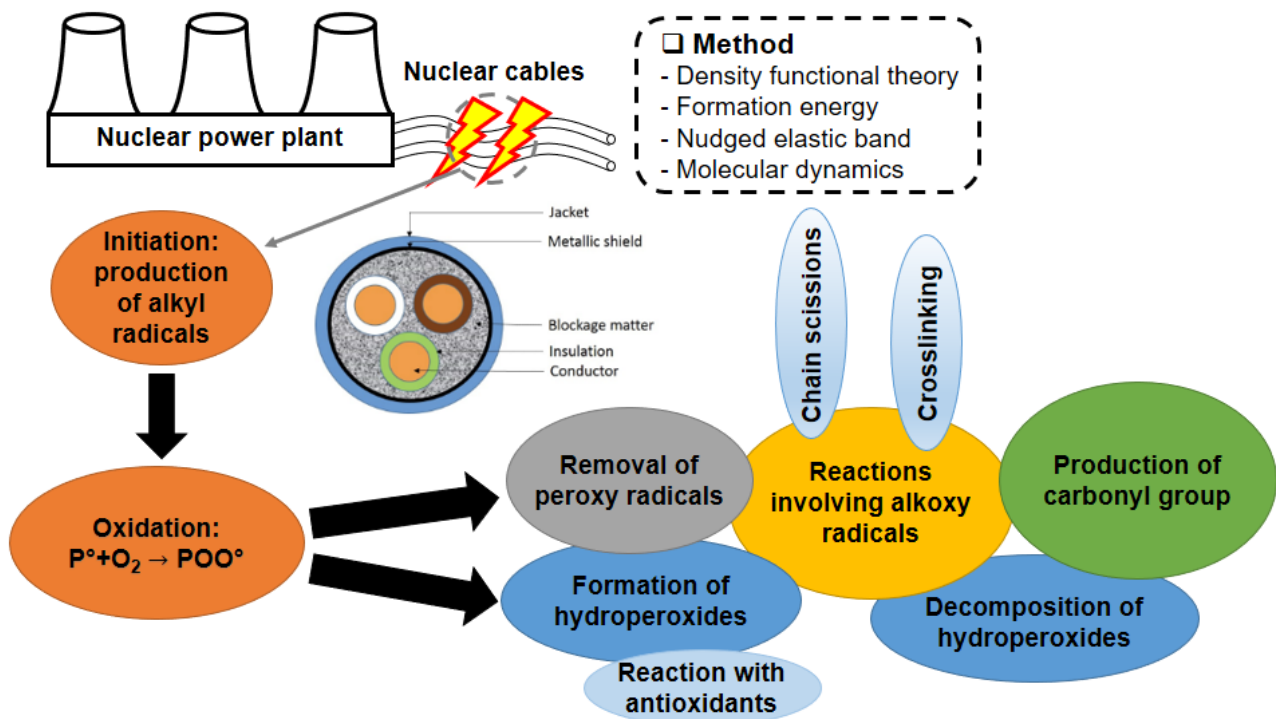 Nuclear cables
Nuclear power plant
❑ Method
- Density functional theory
- Formation energy
- Nudged elastic band
- Molecular dynamics
Initiation:
production
of alkyl
radicals
Jacket
Metallic shield
Blockage matter
Insulation
Conductor
Chain scissions
Crosslinking
Oxidation:
P°+O₂ → POO°
Removal of
peroxy radicals
Reactions
involving alkoxy
radicals
Production of
carbonyl group
Formation of
hydroperoxides
Decomposition of
hydroperoxides
Reaction with
antioxidants